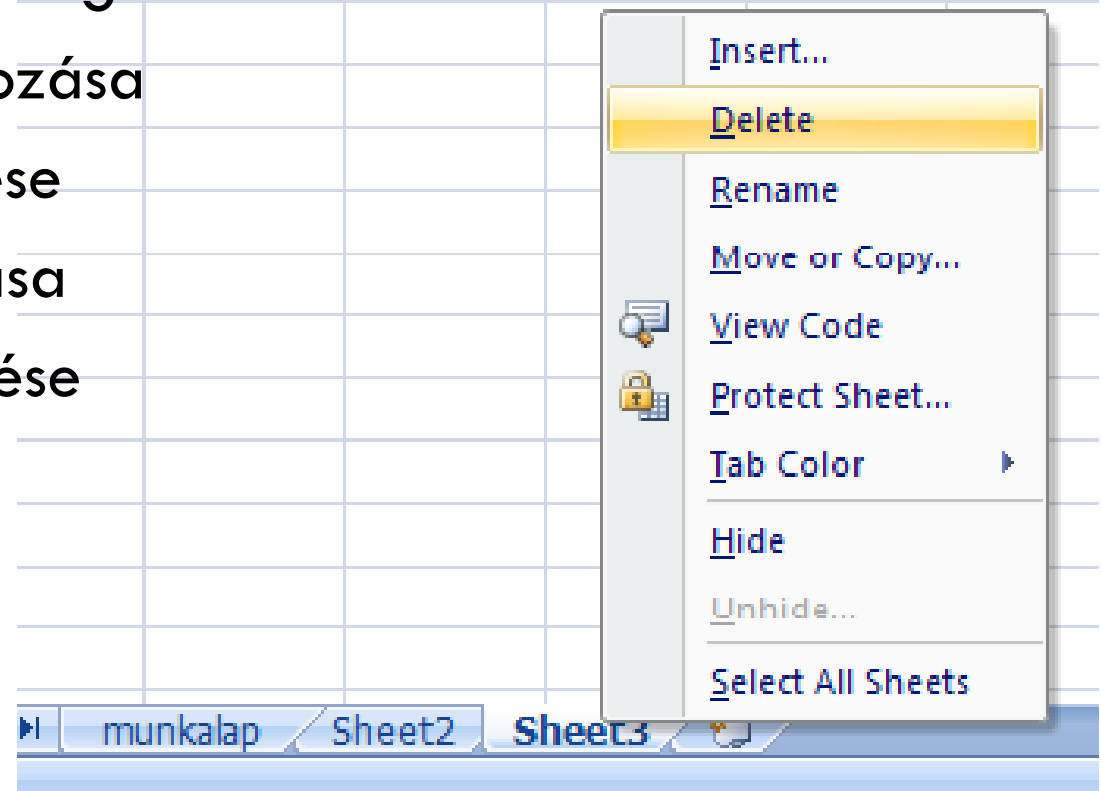 ozása
ése
ása
ése
Insert...
Delete
Rename
Move or Copy...
View Code
Protect Sheet...
Tab Color
Hide
Unhide...
Select All Sheets
munkalap Sheet2 Sheet3